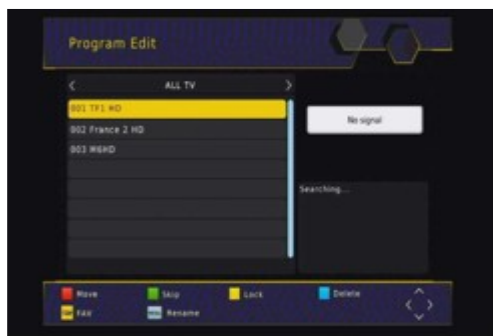 Program Edit
ALL TV
001 TF1 HD
002 France 2 HD
003 M6HD
No signal
Searching...
Move
Skip
Lock
Delete
FAV
Rename